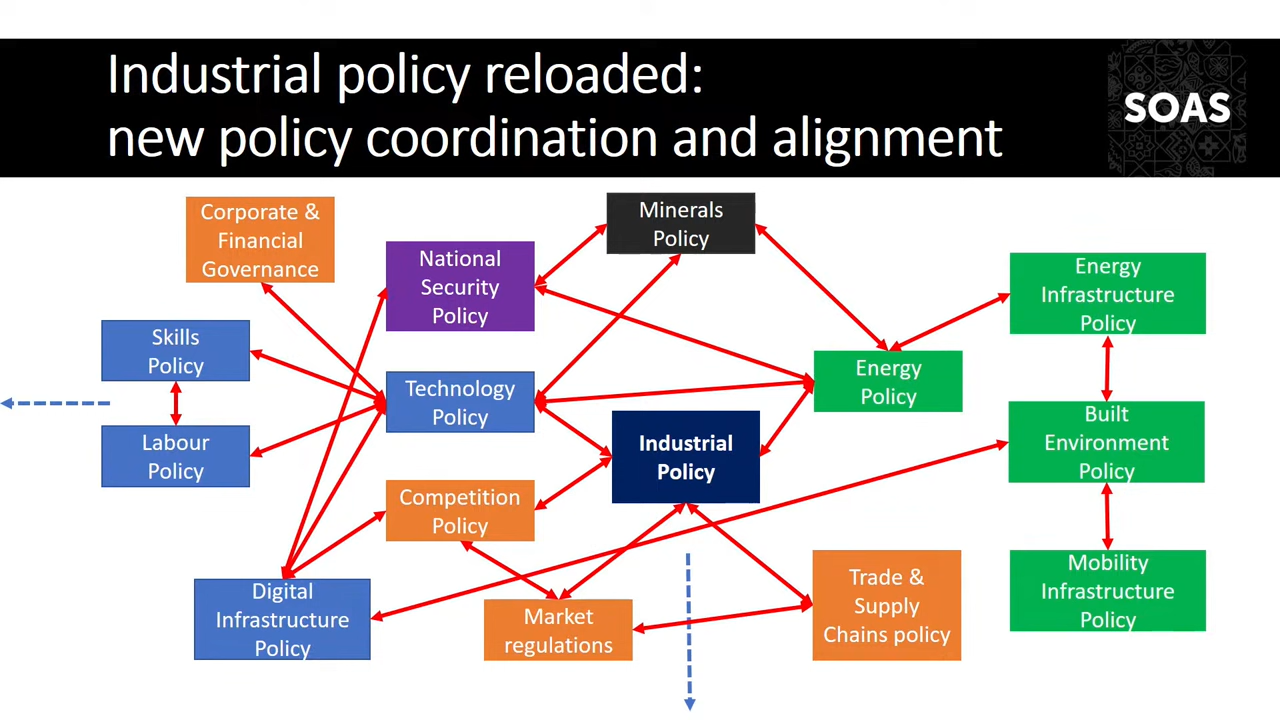 Industrial policy reloaded:
new policy coordination and alignment
SOAS
Corporate &
Financial
Governance
National
Security
Policy
Minerals
Policy
Energy
Infrastructure
Policy
Skills
Policy
Technology
Policy
Energy
Policy
Industrial
Policy
Built
Environment
Policy
Labour
Policy
Competition
Policy
Digital
Infrastructure
Policy
Market
regulations
Trade &
Supply
Chains policy
Mobility
Infrastructure
Policy